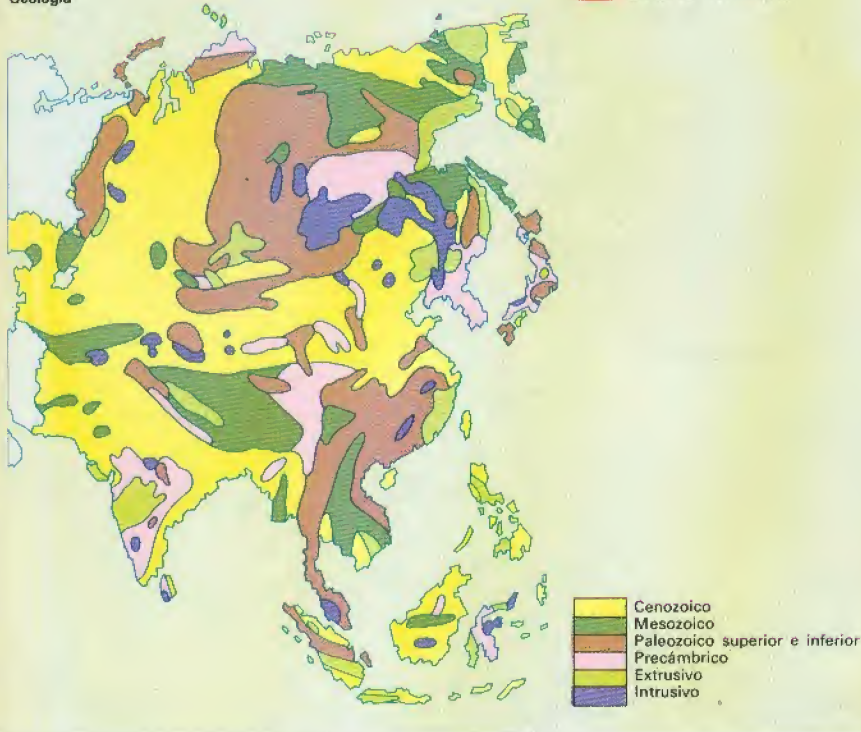 Geología
Cenozoico
Mesozoico
Paleozoico superior e inferior
Precámbrico
Extrusivo
Intrusivo